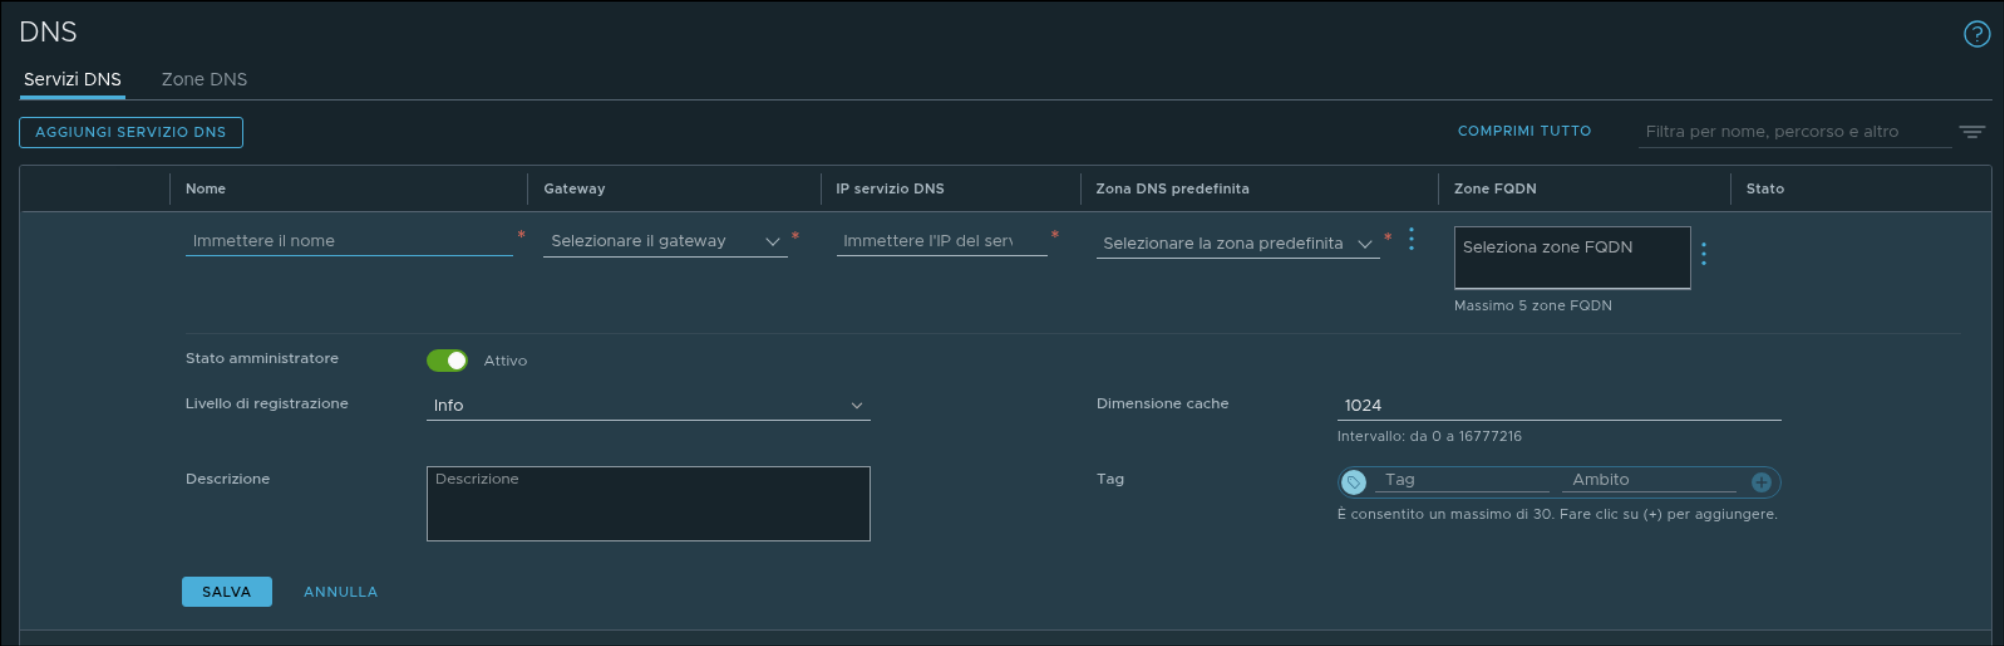 DNS
?
Servizi DNS Zone DNS
AGGIUNGI SERVIZIO DNS COMPRIMI TUTTO Filtra per nome, percorso e altro
Nome Gateway IP servizio DNS Zona DNS predefinita Zone FQDN Stato
Immettere il nome * Selezionare il gateway * Immettere l'IP del serv * Selezionare la zona predefinita * Seleziona zone FQDN
Massimo 5 zone FQDN
Stato amministratore Attivo
Livello di registrazione Info Dimensione cache 1024
Intervallo: da 0 a 16777216
Descrizione Descrizione Tag Tag Ambito
È consentito un massimo di 30. Fare clic su (+) per aggiungere.
SALVA ANNULLA